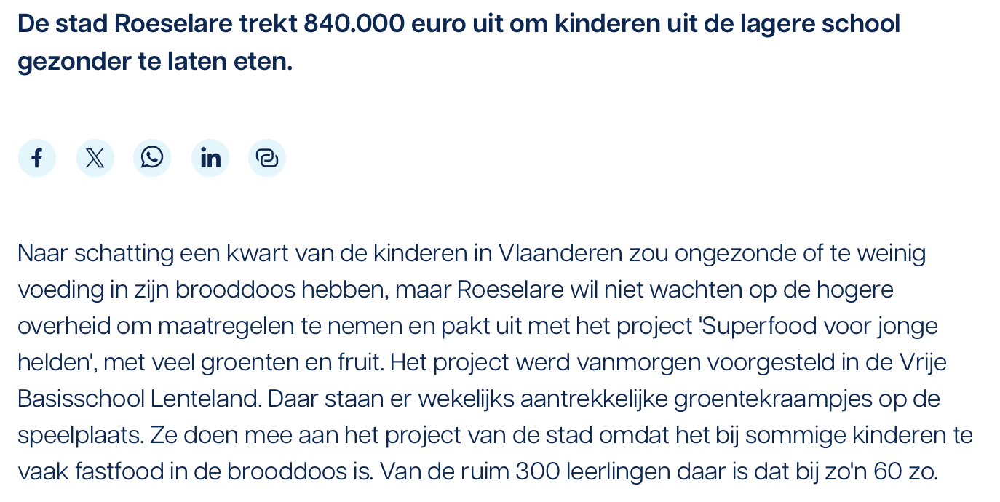 De stad Roeselare trekt 840.000 euro uit om kinderen uit de lagere school
gezonder te laten eten.
Naar schatting een kwart van de kinderen in Vlaanderen zou ongezonde of te weinig
voeding in zijn brooddoos hebben, maar Roeselare wil niet wachten op de hogere
overheid om maatregelen te nemen en pakt uit met het project 'Superfood voor jonge
helden', met veel groenten en fruit. Het project werd vanmorgen voorgesteld in de Vrije
Basisschool Lenteland. Daar staan er wekelijks aantrekkelijke groentekraampjes op de
speelplaats. Ze doen mee aan het project van de stad omdat het bij sommige kinderen te
vaak fastfood in de brooddoos is. Van de ruim 300 leerlingen daar is dat bij zo'n 60 zo.